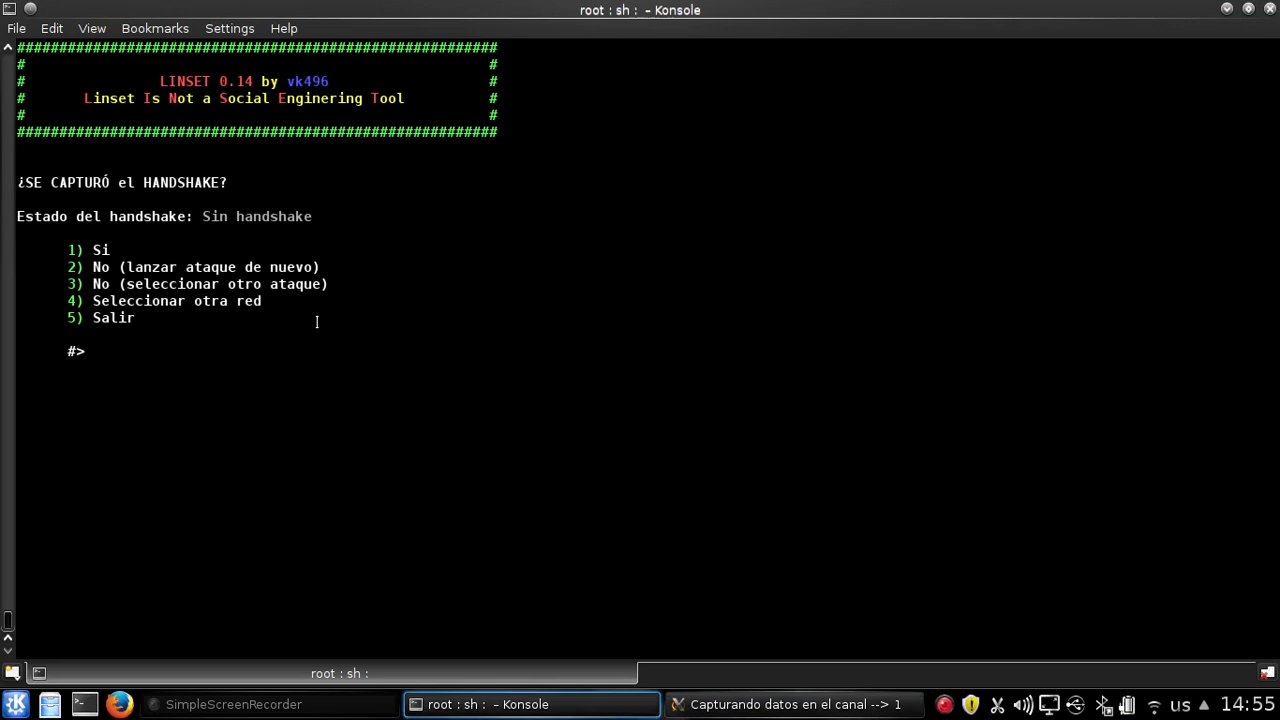 root : sh : – Konsole
File Edit View Bookmarks Settings Help
#########################################################
# #
# LINSET 0.14 by vk496 #
# Linset Is Not a Social Enginering Tool #
# #
#########################################################
¿SE CAPTURÓ el HANDSHAKE?
Estado del handshake: Sin handshake
1) Si
2) No (lanzar ataque de nuevo)
3) No (seleccionar otro ataque)
4) Seleccionar otra red
5) Salir
#>
root : sh :
SimpleScreenRecorder root : sh : – Konsole Capturando datos en el canal --> 1 us 14:55